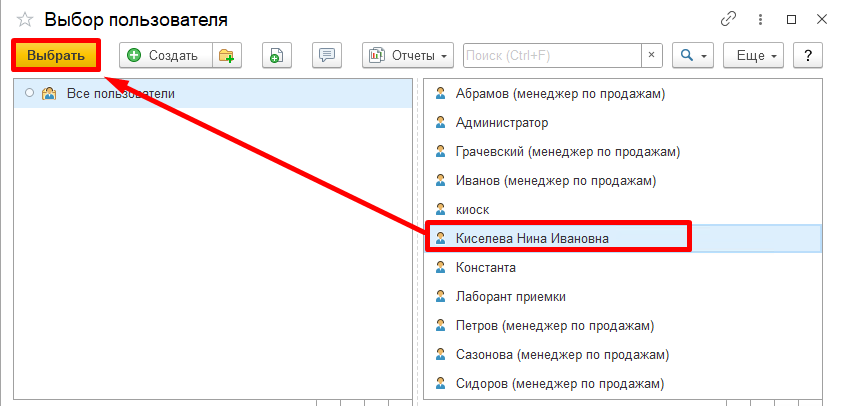 Выбор пользователя
Выбрать Создать Отчеты Поиск (Ctrl+F) × Еще ?
Все пользователи
Абрамов (менеджер по продажам)
Администратор
Грачевский (менеджер по продажам)
Иванов (менеджер по продажам)
киоск
Киселева Нина Ивановна
Константа
Лаборант приемки
Петров (менеджер по продажам)
Сазонова (менеджер по продажам)
Сидоров (менеджер по продажам)